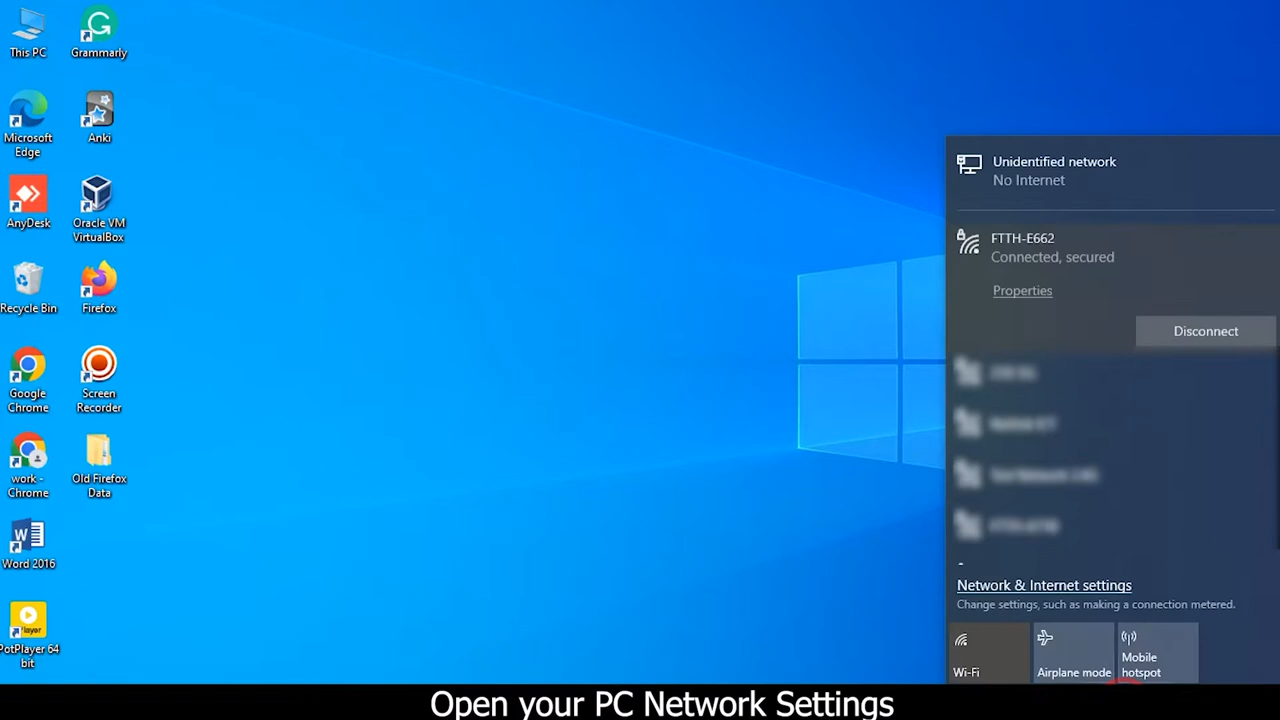 This PC
Grammarly
Microsoft
Edge
Anki
AnyDesk
Oracle VM
VirtualBox
Recycle Bin
Firefox
Google
Chrome
Screen
Recorder
work -
Chrome
Old Firefox
Data
Word 2016
Player
PotPlayer 64
bit
Unidentified network
No Internet
FTTH-E662
Connected, secured
Properties
Disconnect
Network & Internet settings
Change settings, such as making a connection metered.
Wi-Fi
Airplane mode
Mobile
hotspot
Open your PC Network Settings